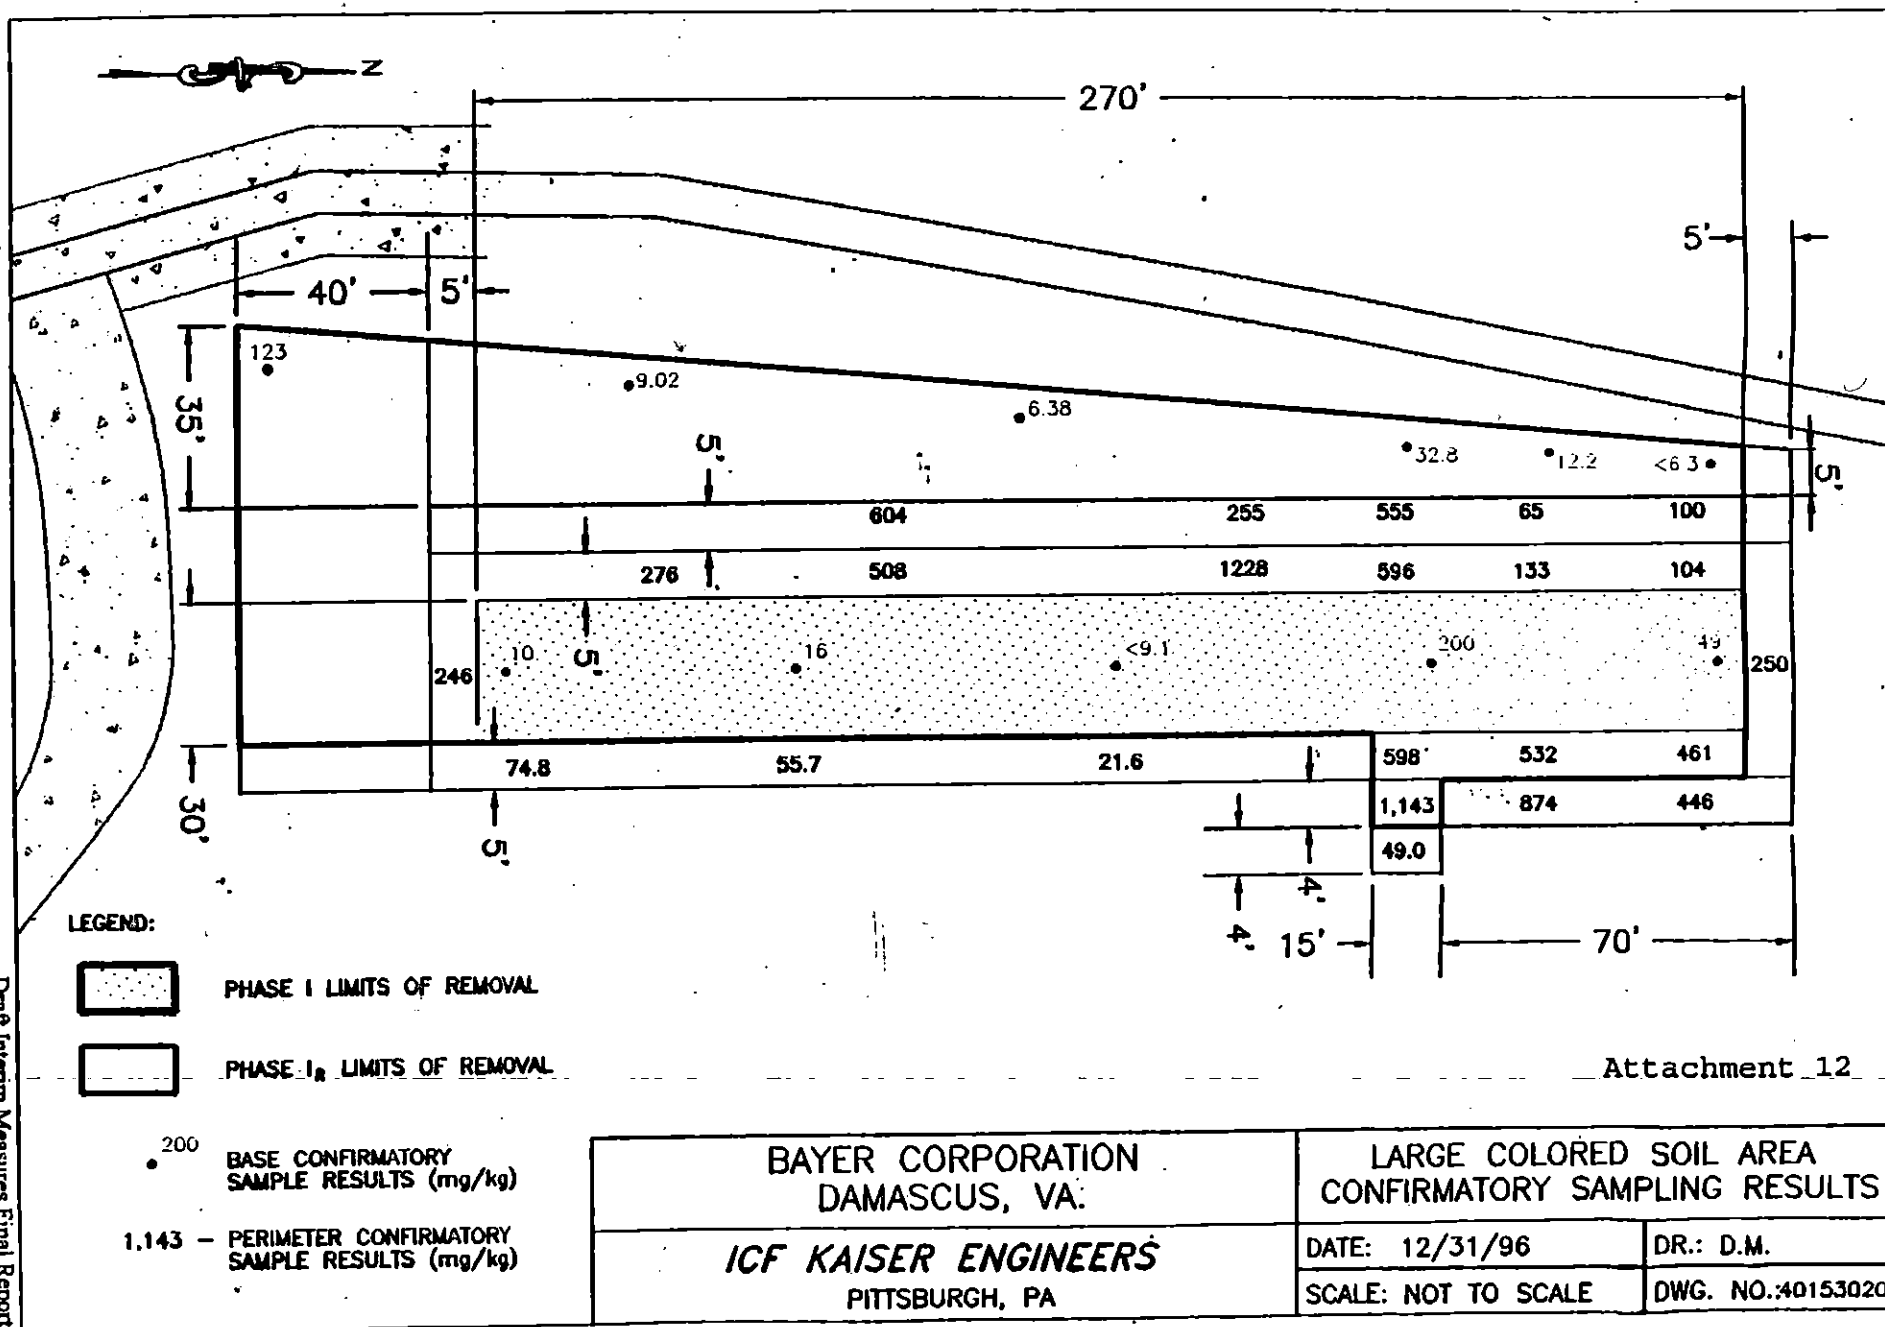 N
270'
5'
40'
5'
123
9.02
6.38
32.8
12.2
<6.3
35'
5'
5'
604
255
555
65
100
276
508
1228
596
133
104
10
16
<9.1
200
49
5'
246
250
74.8
55.7
21.6
598
532
461
1,143
874
446
49.0
30'
5'
4'
4'
15'
70'
LEGEND:
PHASE I LIMITS OF REMOVAL
PHASE IR LIMITS OF REMOVAL
Attachment 12
200
BASE CONFIRMATORY
SAMPLE RESULTS (mg/kg)
1,143 - PERIMETER CONFIRMATORY
SAMPLE RESULTS (mg/kg)
BAYER CORPORATION
DAMASCUS, VA.
ICF KAISER ENGINEERS
PITTSBURGH, PA
LARGE COLORED SOIL AREA
CONFIRMATORY SAMPLING RESULTS
DATE: 12/31/96
DR.: D.M.
SCALE: NOT TO SCALE
DWG. NO.:40153020
Draft Interim Measures Final Report